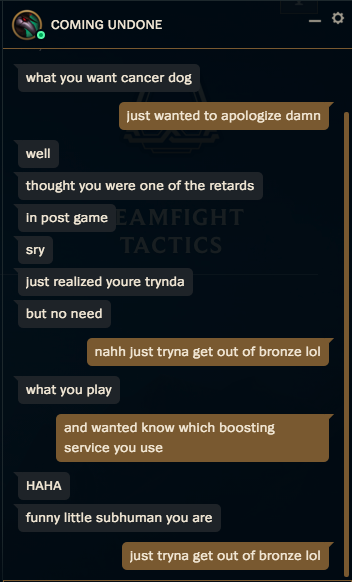 COMING UNDONE
what you want cancer dog
just wanted to apologize damn
well
thought you were one of the retards
in post game
EAMFIGHT
sry
TACTICS
just realized youre trynda
but no need
nahh just tryna get out of bronze lol
what you play
and wanted know which boosting
service you use
HAHA
funny little subhuman you are
just tryna get out of bronze lol